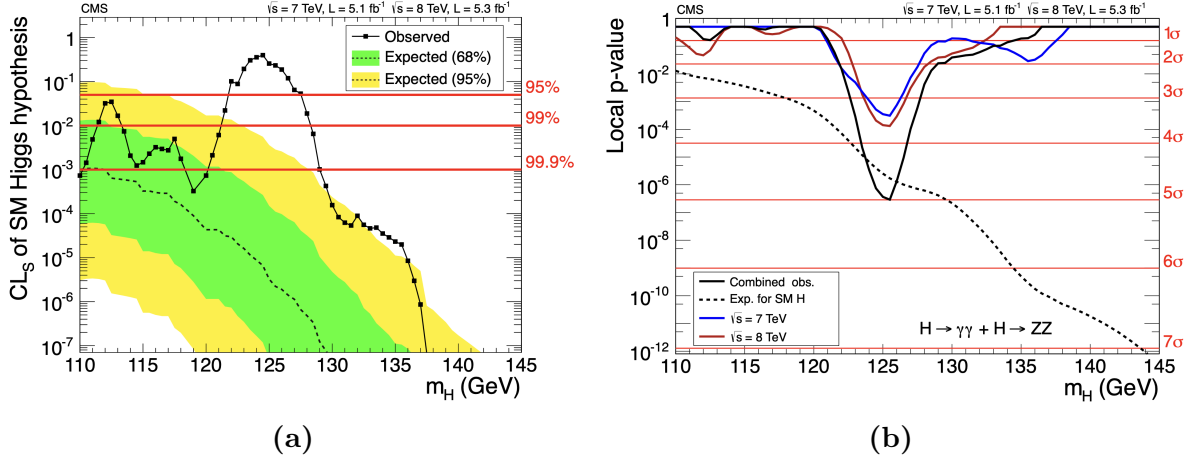 CMS √s = 7 TeV, L = 5.1 fb⁻¹ √s = 8 TeV, L = 5.3 fb⁻¹
CL_S of SM Higgs hypothesis
1
10⁻¹
10⁻²
10⁻³
10⁻⁴
10⁻⁵
10⁻⁶
10⁻⁷
Observed
Expected (68%)
Expected (95%)
95%
99%
99.9%
110 115 120 125 130 135 140 145
m_H (GeV)
(a)
CMS √s = 7 TeV, L = 5.1 fb⁻¹ √s = 8 TeV, L = 5.3 fb⁻¹
Local p-value
1
10⁻²
10⁻⁴
10⁻⁶
10⁻⁸
10⁻¹⁰
10⁻¹²
1σ
2σ
3σ
4σ
5σ
6σ
7σ
Combined obs.
Exp. for SM H
√s = 7 TeV
√s = 8 TeV
H → γγ + H → ZZ
110 115 120 125 130 135 140 145
m_H (GeV)
(b)